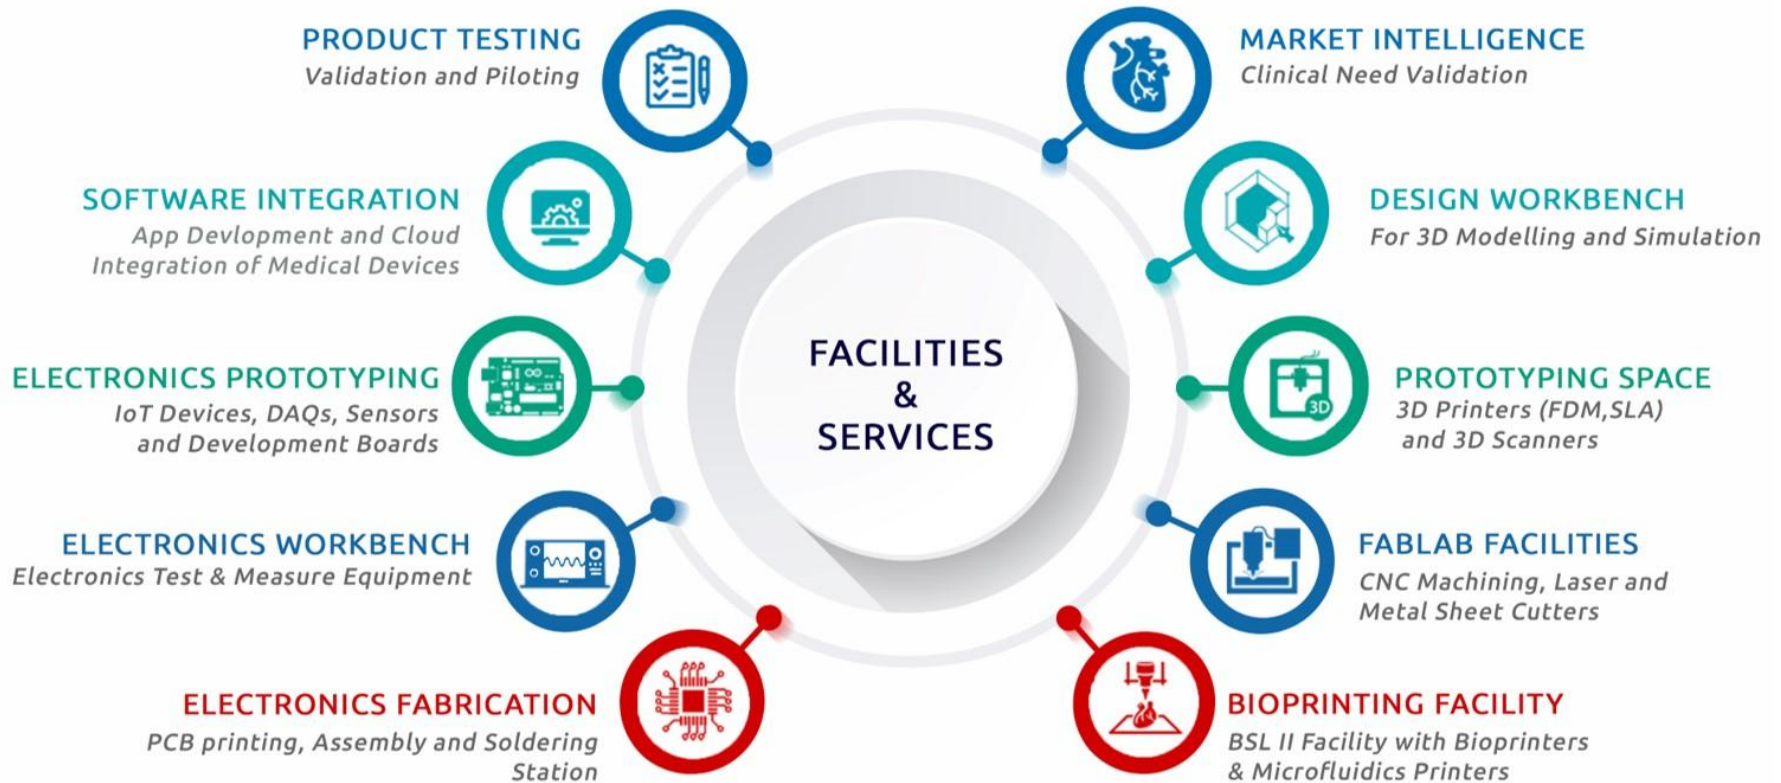 PRODUCT TESTING
Validation and Piloting
SOFTWARE INTEGRATION
App Devlopment and Cloud
Integration of Medical Devices
ELECTRONICS PROTOTYPING
IoT Devices, DAQs, Sensors
and Development Boards
ELECTRONICS WORKBENCH
Electronics Test & Measure Equipment
ELECTRONICS FABRICATION
PCB printing, Assembly and Soldering
Station
FACILITIES
&
SERVICES
MARKET INTELLIGENCE
Clinical Need Validation
DESIGN WORKBENCH
For 3D Modelling and Simulation
PROTOTYPING SPACE
3D Printers (FDM,SLA)
and 3D Scanners
3D
FABLAB FACILITIES
CNC Machining, Laser and
Metal Sheet Cutters
BIOPRINTING FACILITY
BSL II Facility with Bioprinters
& Microfluidics Printers